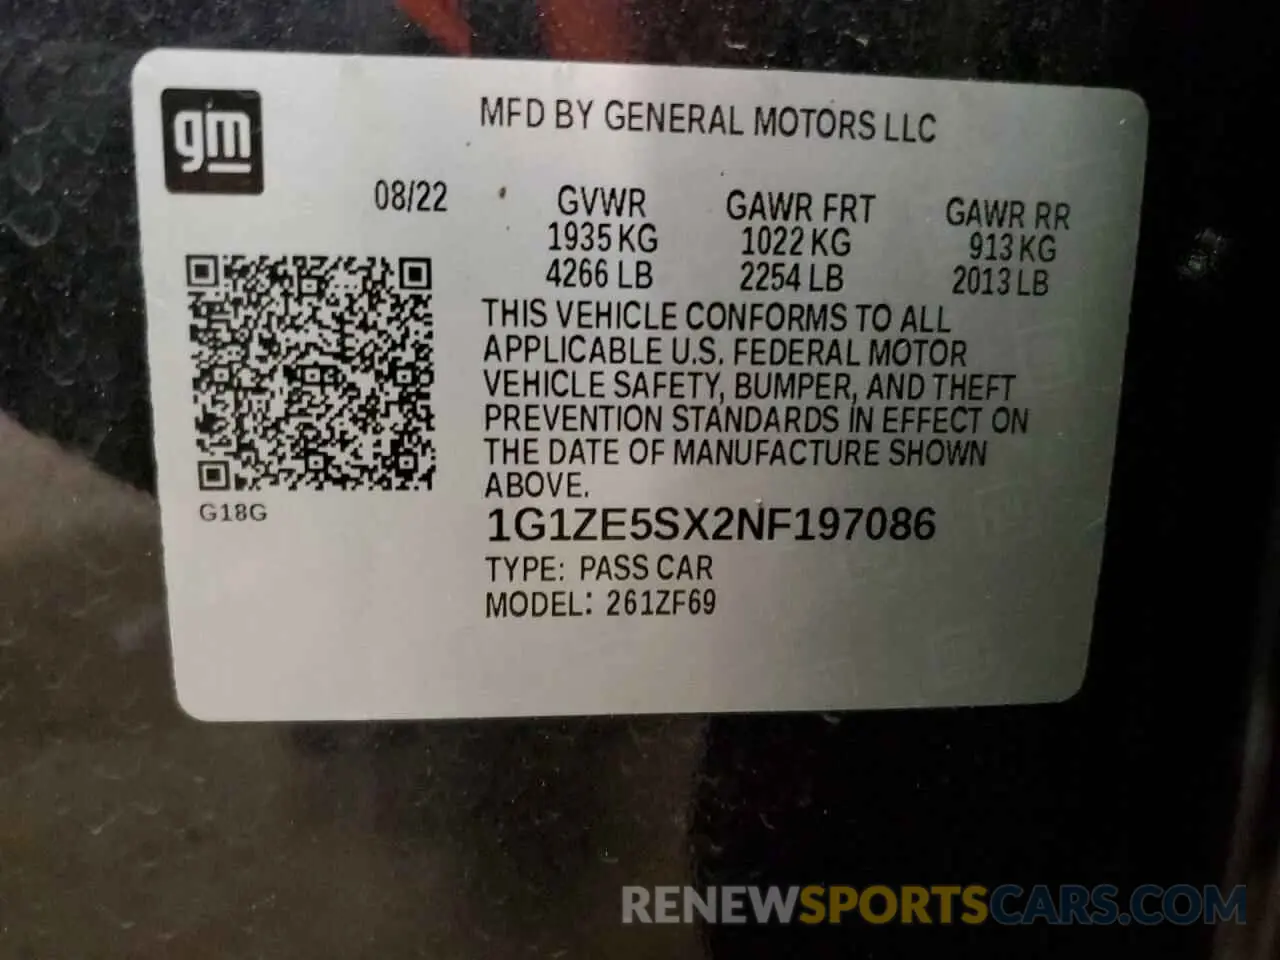 gm
MFD BY GENERAL MOTORS LLC
08/22
GVWR GAWR FRT GAWR RR
1935 KG 1022 KG 913 KG
4266 LB 2254 LB 2013 LB
THIS VEHICLE CONFORMS TO ALL
APPLICABLE U.S. FEDERAL MOTOR
VEHICLE SAFETY, BUMPER, AND THEFT
PREVENTION STANDARDS IN EFFECT ON
THE DATE OF MANUFACTURE SHOWN
ABOVE.
G18G
1G1ZE5SX2NF197086
TYPE: PASS CAR
MODEL: 261ZF69
RENEWSPORTSCARS.COM